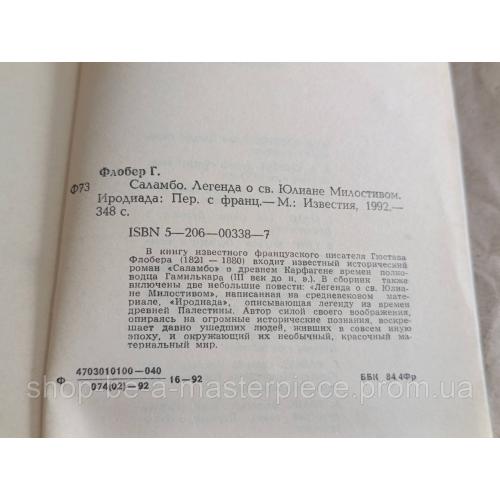 Флобер Г.
Ф73
Саламбо. Легенда о св. Юлиане Милостивом.
Иродиада: Пер. с франц.— М.: Известия, 1992.—
348 с.
ISBN 5—206—00338—7
В книгу известного французского писателя Гюстава
Флобера (1821 — 1880) входит известный исторический
роман «Саламбо» о древнем Карфагене времен полко-
водца Гамилькара (III век до н. э.). В сборник также
включены две небольшие повести: «Легенда о св. Юлиа-
не Милостивом», написанная на средневековом мате-
риале, «Иродиада», описывающая легенду из времен
древней Палестины. Автор силой своего воображения,
опираясь на огромные исторические познания, воскре-
шает давно ушедших людей, живших в совсем иную
эпоху, и окружающий их необычный, красочный
материальный мир.
4703010100—040
Ф 16—92 ББК 84.4Фр
074(02)—92
shop-be-a-masterpiece.prom.ua